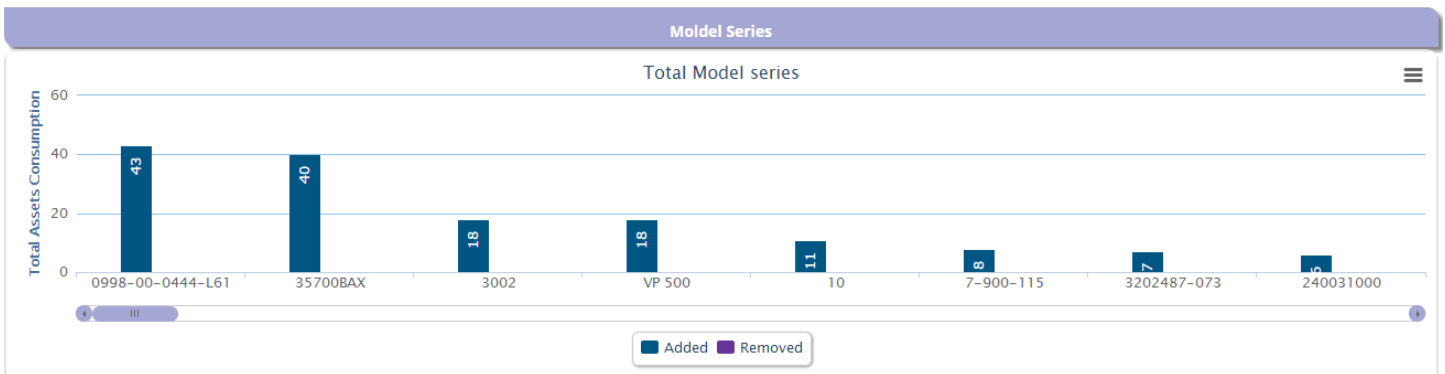 Moldel Series
Total Model series
Total Assets Consumption
60
40
20
0
43
40
18
18
11
8
7
6
0998-00-0444-L61 35700BAX 3002 VP 500 10 7-900-115 3202487-073 240031000
Added Removed